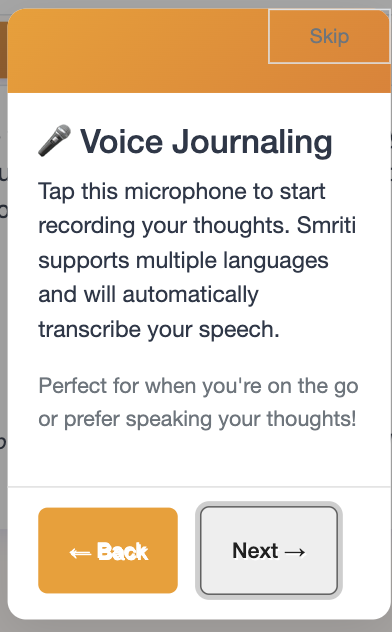 Skip
🎤 Voice Journaling
Tap this microphone to start
recording your thoughts. Smriti
supports multiple languages
and will automatically
transcribe your speech.
Perfect for when you're on the go
or prefer speaking your thoughts!
← Back
Next →